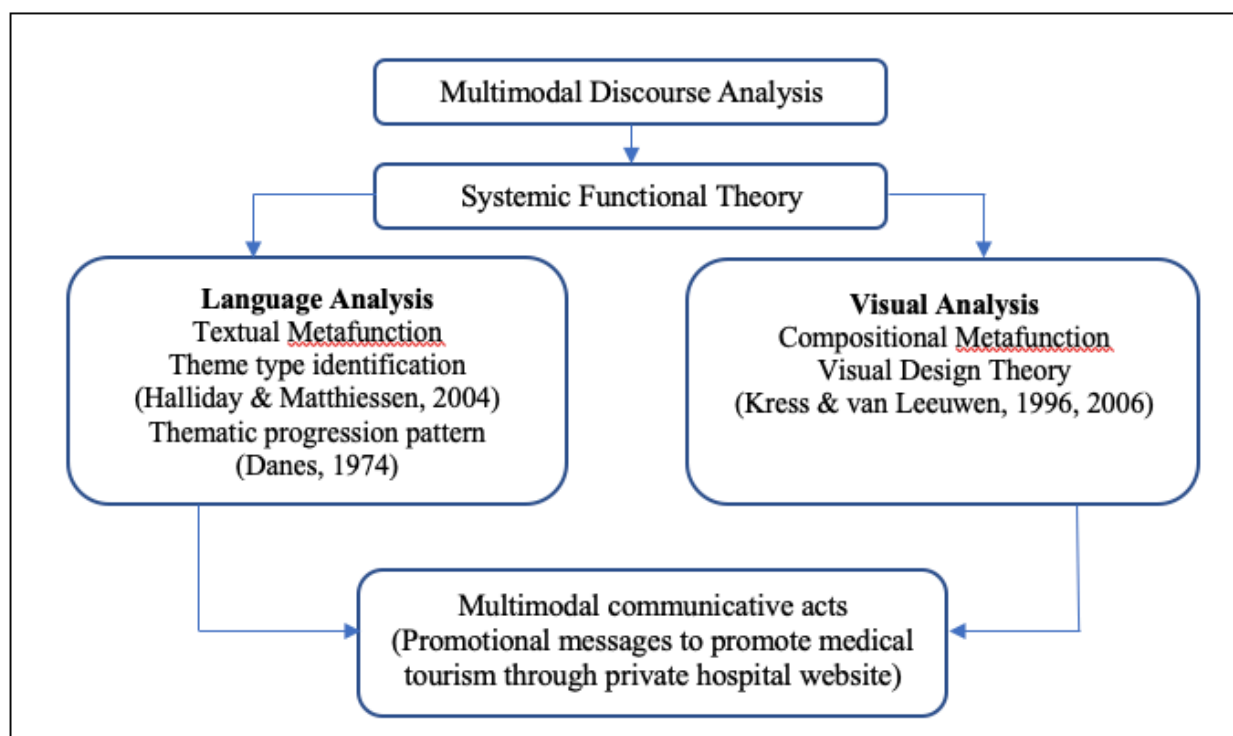 Multimodal Discourse Analysis
Systemic Functional Theory
Language Analysis
Textual Metafunction
Theme type identification
(Halliday & Matthiessen, 2004)
Thematic progression pattern
(Danes, 1974)
Visual Analysis
Compositional Metafunction
Visual Design Theory
(Kress & van Leeuwen, 1996, 2006)
Multimodal communicative acts
(Promotional messages to promote medical
tourism through private hospital website)